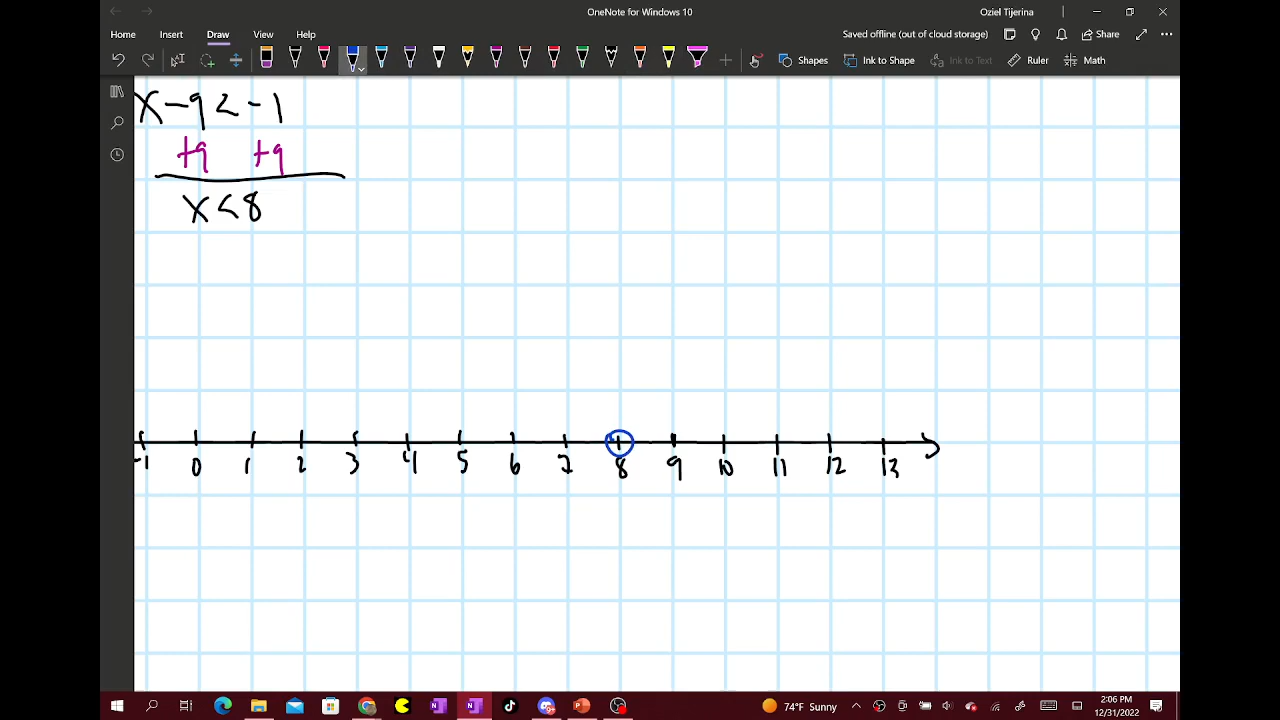 OneNote for Windows 10
Oziel Tijerina
Home Insert Draw View Help
Saved offline (out of cloud storage)
Share
Shapes
Ink to Shape
Ink to Text
Ruler
Math
x - 9 < -1
+9 +9
x < 8
-1 0 1 2 3 4 5 6 7 8 9 10 11 12 13
74°F Sunny
2:06 PM
12/31/2022